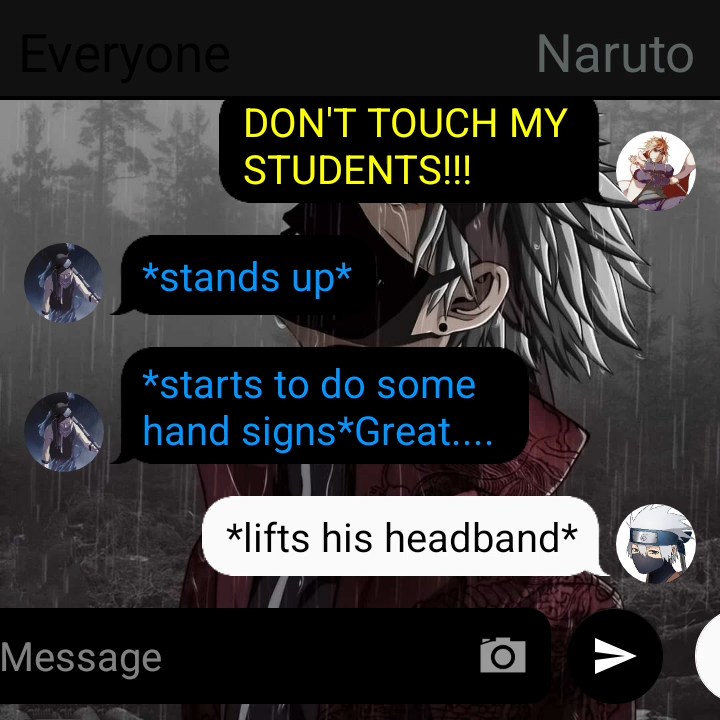 Everyone
Naruto
DON'T TOUCH MY
STUDENTS!!!
*stands up*
*starts to do some
hand signs*Great....
*lifts his headband*
Message